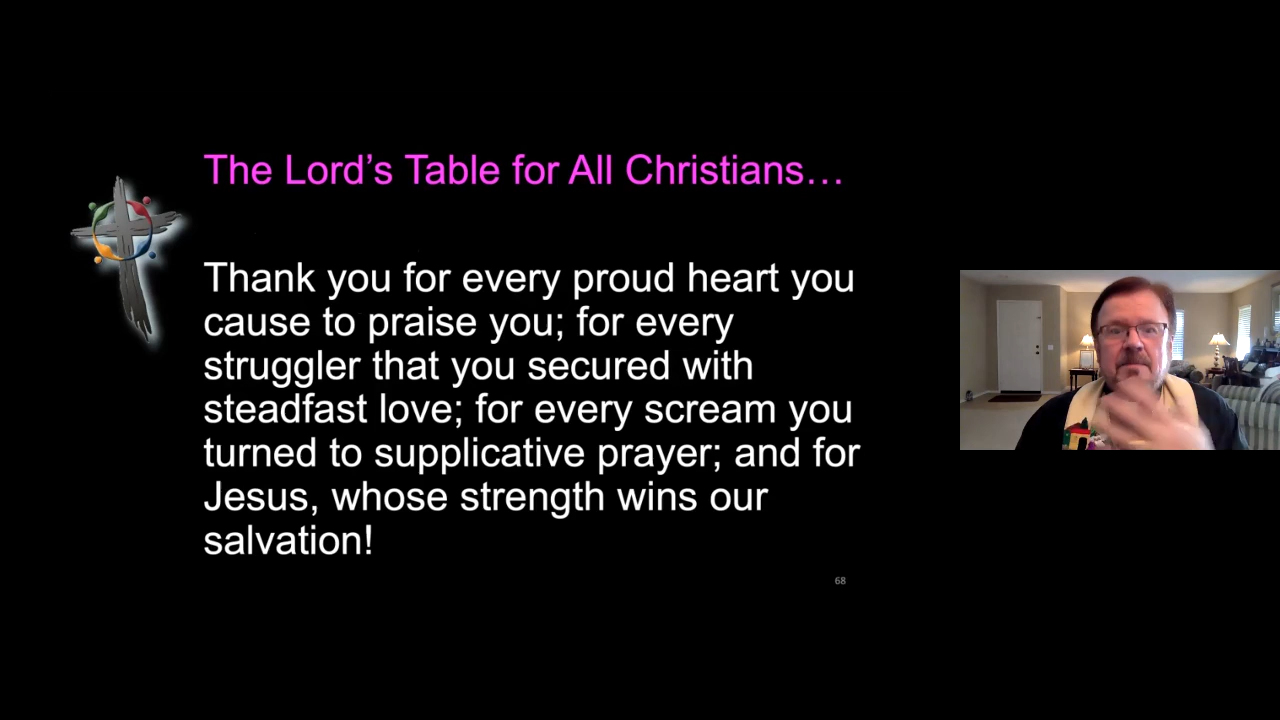 The Lord’s Table for All Christians…
Thank you for every proud heart you
cause to praise you; for every
struggler that you secured with
steadfast love; for every scream you
turned to supplicative prayer; and for
Jesus, whose strength wins our
salvation!
68